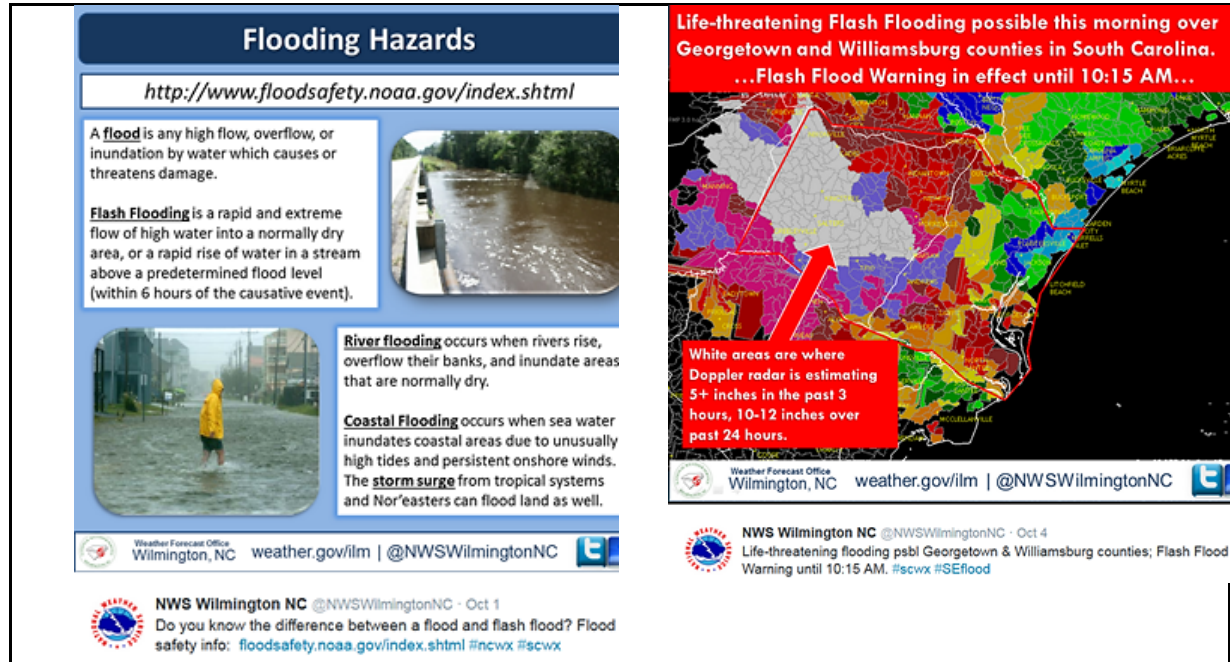 Flooding Hazards
http://www.floodsafety.noaa.gov/index.shtml
A flood is any high flow, overflow, or
inundation by water which causes or
threatens damage.
Flash Flooding is a rapid and extreme
flow of high water into a normally dry
area, or a rapid rise of water in a stream
above a predetermined flood level
(within 6 hours of the causative event).
River flooding occurs when rivers rise,
overflow their banks, and inundate areas
that are normally dry.
Coastal Flooding occurs when sea water
inundates coastal areas due to unusually
high tides and persistent onshore winds.
The storm surge from tropical systems
and Nor'easters can flood land as well.
Weather Forecast Office
Wilmington, NC weather.gov/ilm | @NWSWilmingtonNC
NWS Wilmington NC @NWSWilmingtonNC · Oct 1
Do you know the difference between a flood and flash flood? Flood
safety info: floodsafety.noaa.gov/index.shtml #ncwx #scwx
Life-threatening Flash Flooding possible this morning over
Georgetown and Williamsburg counties in South Carolina.
...Flash Flood Warning in effect until 10:15 AM...
NORTH
MYRTLE
BEACH
BRIARCLIFFE
ACRES
MYRTLE
BEACH
GARDEN
CITY
MURRELLS
INLET
LITCHFIELD
BEACH
MANNING
MCCLELLANVILLE
White areas are where
Doppler radar is estimating
5+ inches in the past 3
hours, 10-12 inches over
past 24 hours.
Weather Forecast Office
Wilmington, NC weather.gov/ilm | @NWSWilmingtonNC
NWS Wilmington NC @NWSWilmingtonNC · Oct 4
Life-threatening flooding psbl Georgetown & Williamsburg counties; Flash Flood
Warning until 10:15 AM. #scwx #SEflood